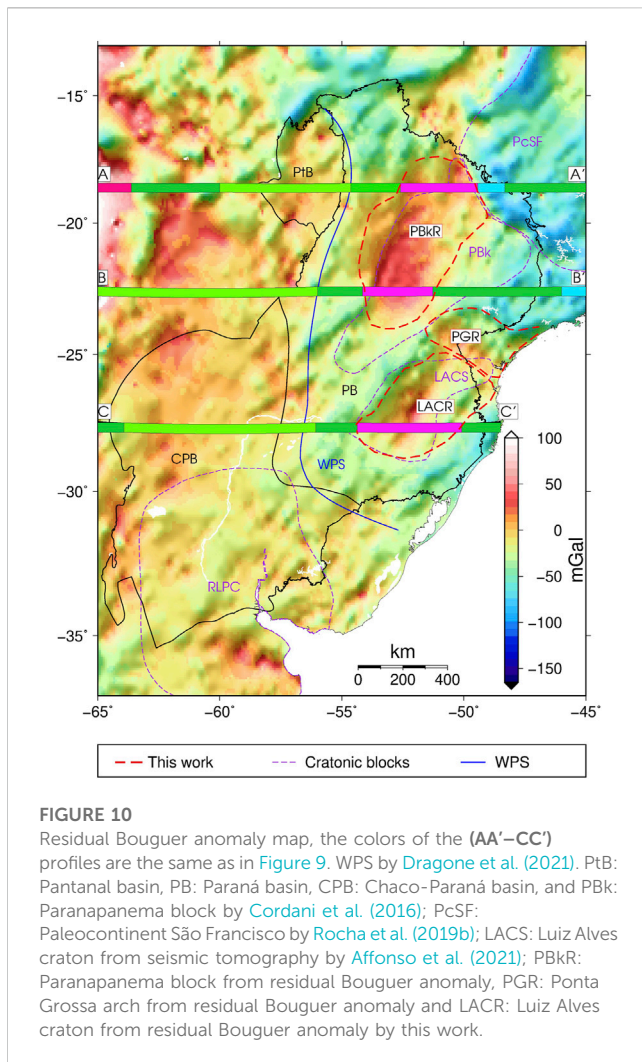 −15°
−20°
−25°
−30°
−35°
−65°
−60°
−55°
−50°
−45°
PcSF
PtB
A
A'
PBkR
PBk
B
B'
PGR
PB
LACS
LACR
C
C'
CPB
WPS
RLPC
km
0 200 400
100
50
0
−50
−100
−150
mGal
This work
Cratonic blocks
WPS
FIGURE 10
Residual Bouguer anomaly map, the colors of the (AA'–CC')
profiles are the same as in Figure 9. WPS by Dragone et al. (2021). PtB:
Pantanal basin, PB: Paraná basin, CPB: Chaco-Paraná basin, and PBk:
Paranapanema block by Cordani et al. (2016); PcSF:
Paleocontinent São Francisco by Rocha et al. (2019b); LACS: Luiz Alves
craton from seismic tomography by Affonso et al. (2021); PBkR:
Paranapanema block from residual Bouguer anomaly, PGR: Ponta
Grossa arch from residual Bouguer anomaly and LACR: Luiz Alves
craton from residual Bouguer anomaly by this work.